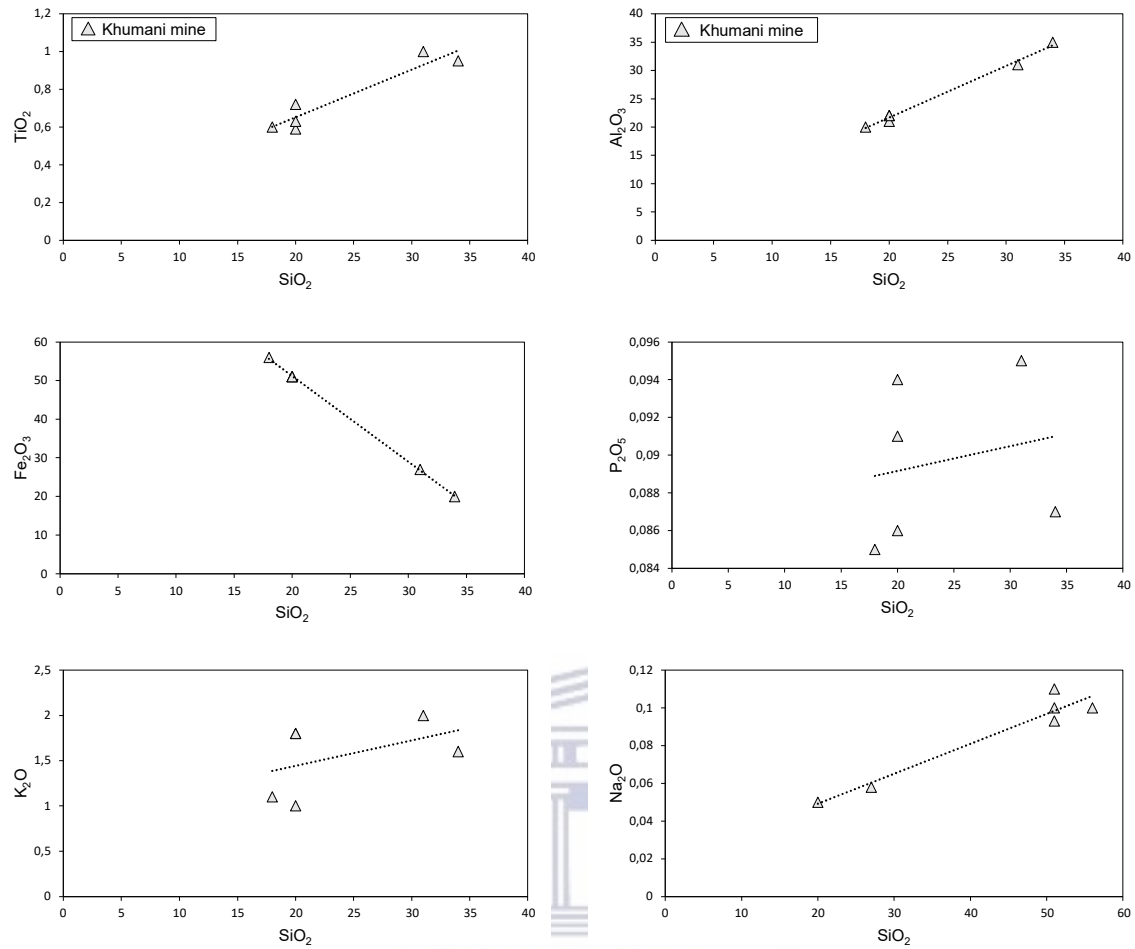 Khumani mine
1,2
1
0,8
0,6
0,4
0,2
0
TiO₂
0 5 10 15 20 25 30 35 40
SiO₂
Khumani mine
40
35
30
25
20
15
10
5
0
Al₂O₃
0 5 10 15 20 25 30 35 40
SiO₂
60
50
40
30
20
10
0
Fe₂O₃
0 5 10 15 20 25 30 35 40
SiO₂
0,096
0,094
0,092
0,09
0,088
0,086
0,084
P₂O₅
0 5 10 15 20 25 30 35 40
SiO₂
2,5
2
1,5
1
0,5
0
K₂O
0 5 10 15 20 25 30 35 40
SiO₂
0,12
0,1
0,08
0,06
0,04
0,02
0
Na₂O
0 10 20 30 40 50 60
SiO₂